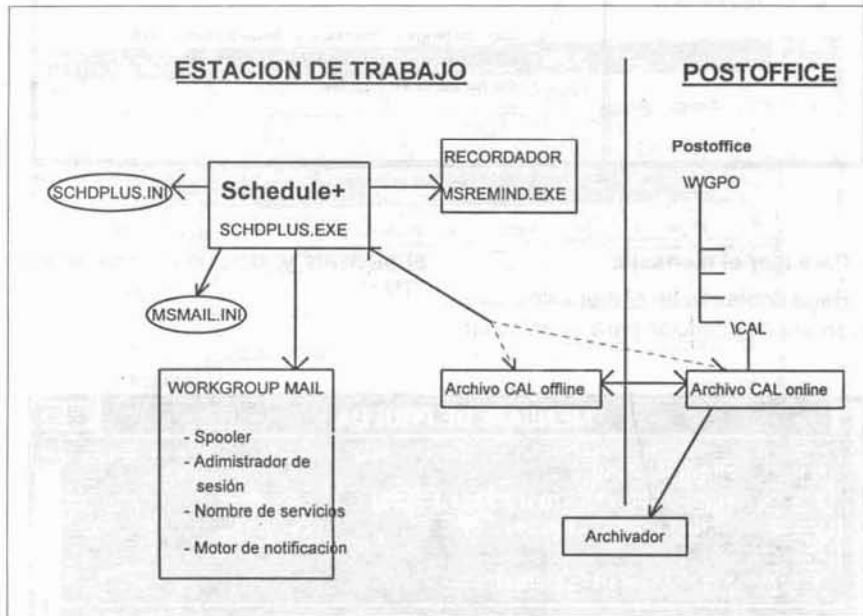 ESTACION DE TRABAJO
POSTOFFICE
SCHDPLUS.INI
Schedule+
SCHDPLUS.EXE
RECORDADOR
MSREMIND.EXE
Postoffice
\WGPO
MSMAIL.INI
\CAL
WORKGROUP MAIL
- Spooler
- Adimistrador de
sesión
- Nombre de servicios
- Motor de notificación
Archivo CAL offline
Archivo CAL online
Archivador